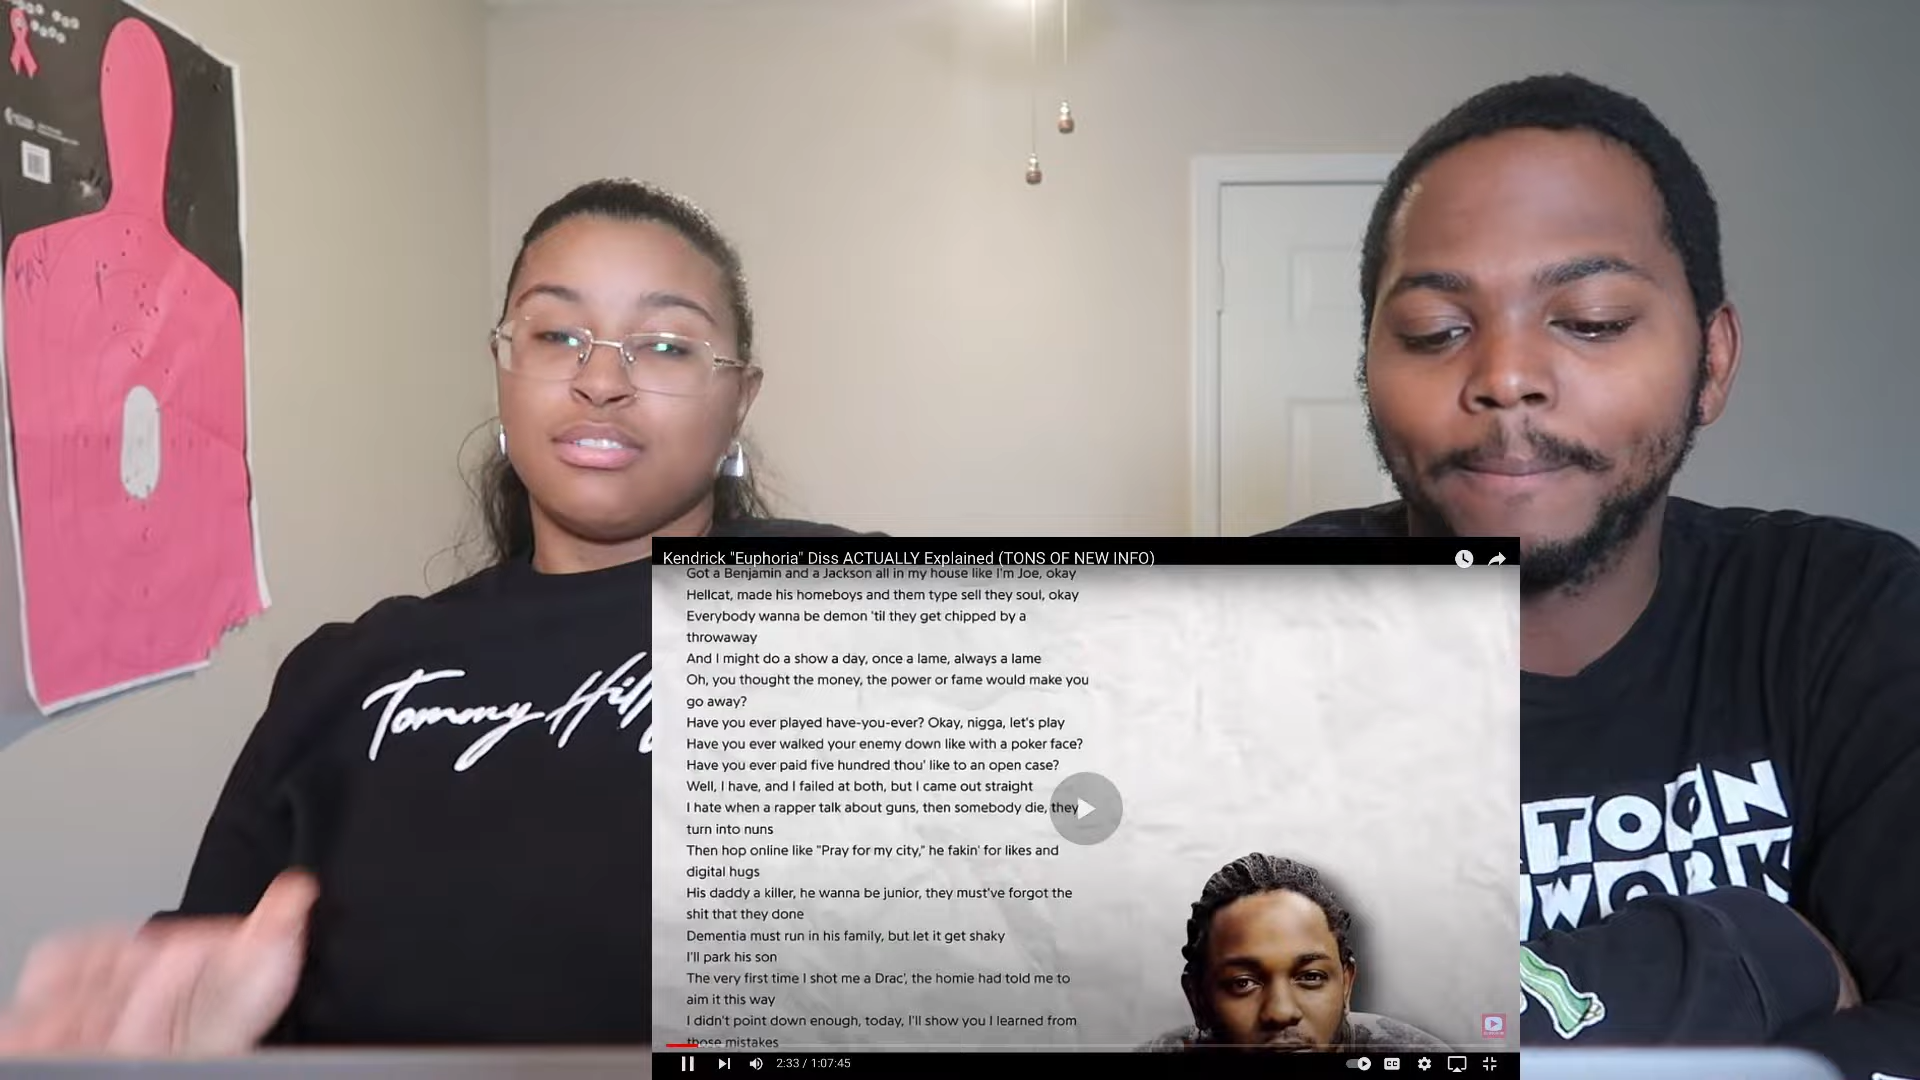 Kendrick "Euphoria" Diss ACTUALLY Explained (TONS OF NEW INFO)
Got a Benjamin and a Jackson all in my house like I'm Joe, okay
Hellcat, made his homeboys and them type sell they soul, okay
Everybody wanna be demon 'til they get chipped by a
throwaway
And I might do a show a day, once a lame, always a lame
Oh, you thought the money, the power or fame would make you
go away?
Have you ever played have-you-ever? Okay, nigga, let's play
Have you ever walked your enemy down like with a poker face?
Have you ever paid five hundred thou' like to an open case?
Well, I have, and I failed at both, but I came out straight
I hate when a rapper talk about guns, then somebody die, they
turn into nuns
Then hop online like "Pray for my city," he fakin' for likes and
digital hugs
His daddy a killer, he wanna be junior, they must've forgot the
shit that they done
Dementia must run in his family, but let it get shaky
I'll park his son
The very first time I shot me a Drac', the homie had told me to
aim it this way
I didn't point down enough, today, I'll show you I learned from
those mistakes
2:33 / 1:07:45
CC
Tommy Hilf
TOON
WORK